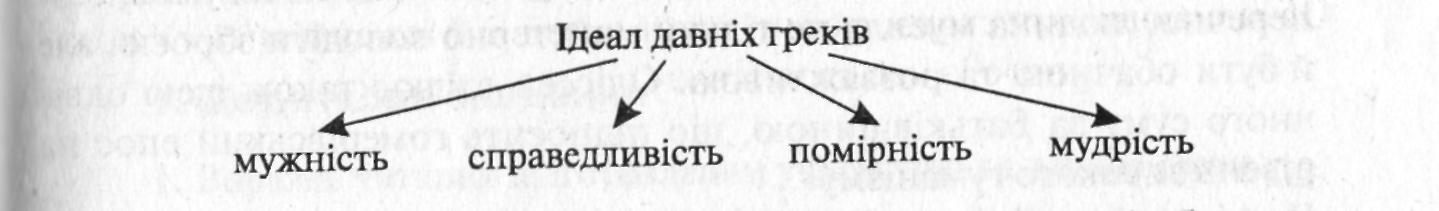 Ідеал давніх греків
мужність справедливість помірність мудрість